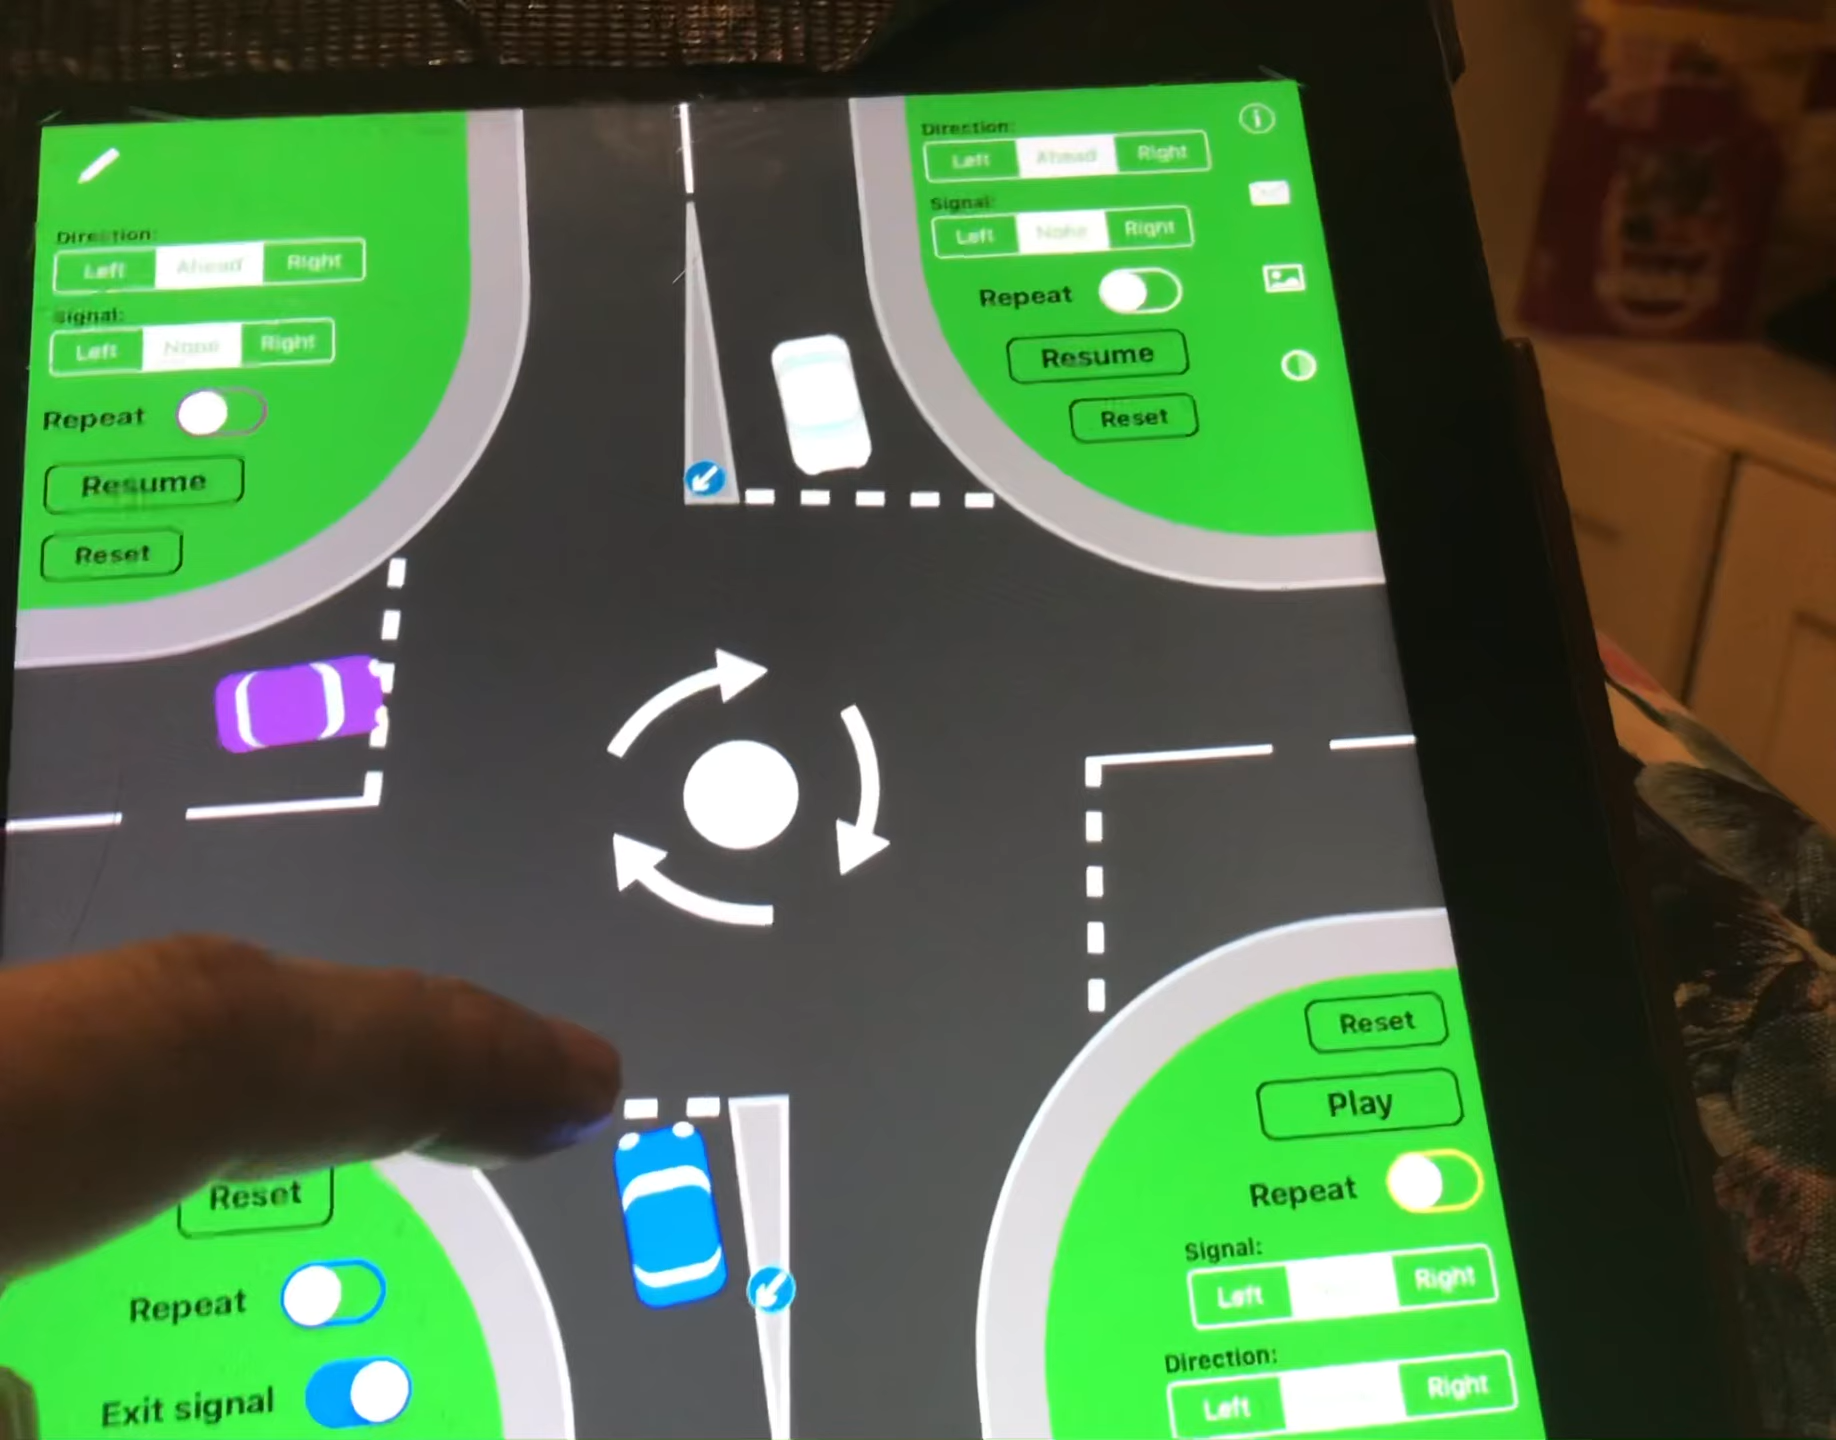 Direction:
Left Ahead Right
Signal:
Left None Right
Repeat
Resume
Reset
Direction:
Left Ahead Right
Signal:
Left None Right
Repeat
Resume
Reset
Reset
Repeat
Exit signal
Reset
Play
Repeat
Signal:
Left Right
Direction:
Left Right